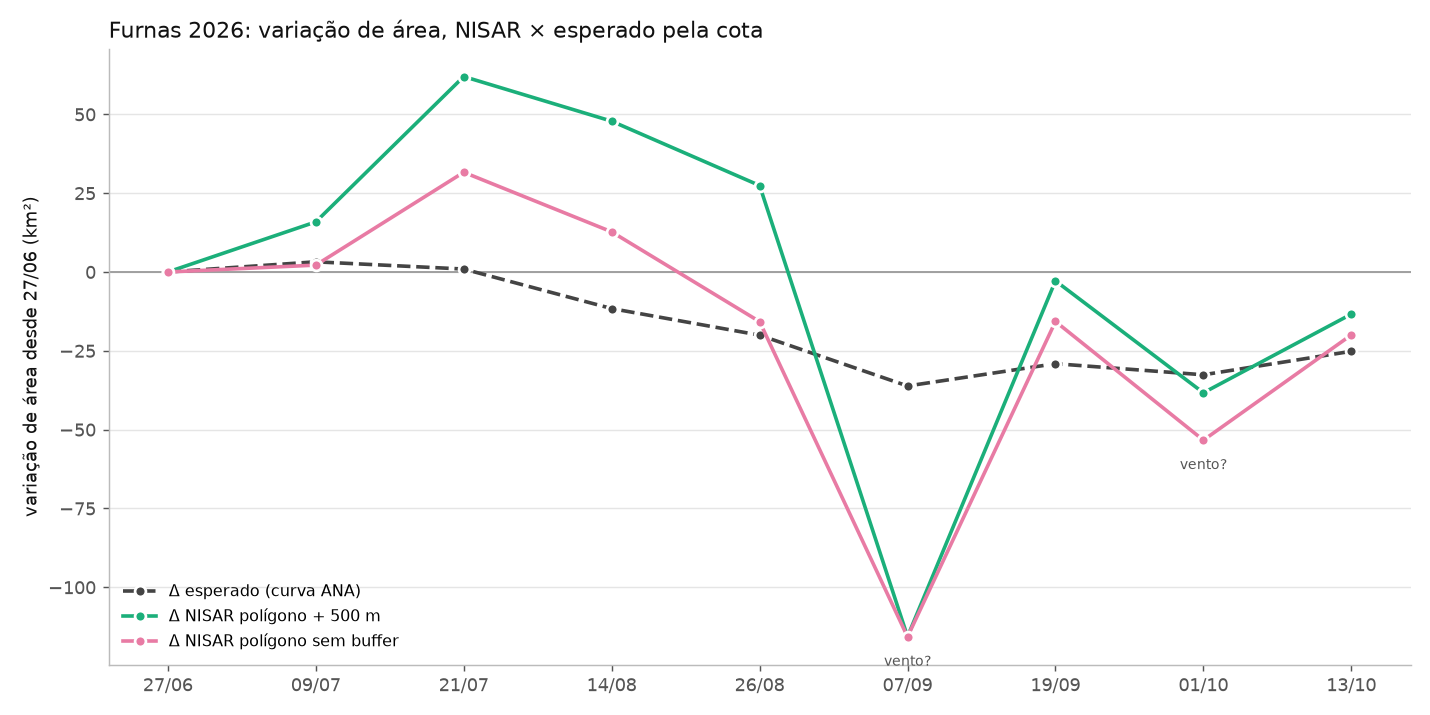 Furnas 2026: variação de área, NISAR × esperado pela cota
variação de área desde 27/06 (km²)
50
25
0
−25
−50
−75
−100
vento?
vento?
Δ esperado (curva ANA)
Δ NISAR polígono + 500 m
Δ NISAR polígono sem buffer
27/06
09/07
21/07
14/08
26/08
07/09
19/09
01/10
13/10